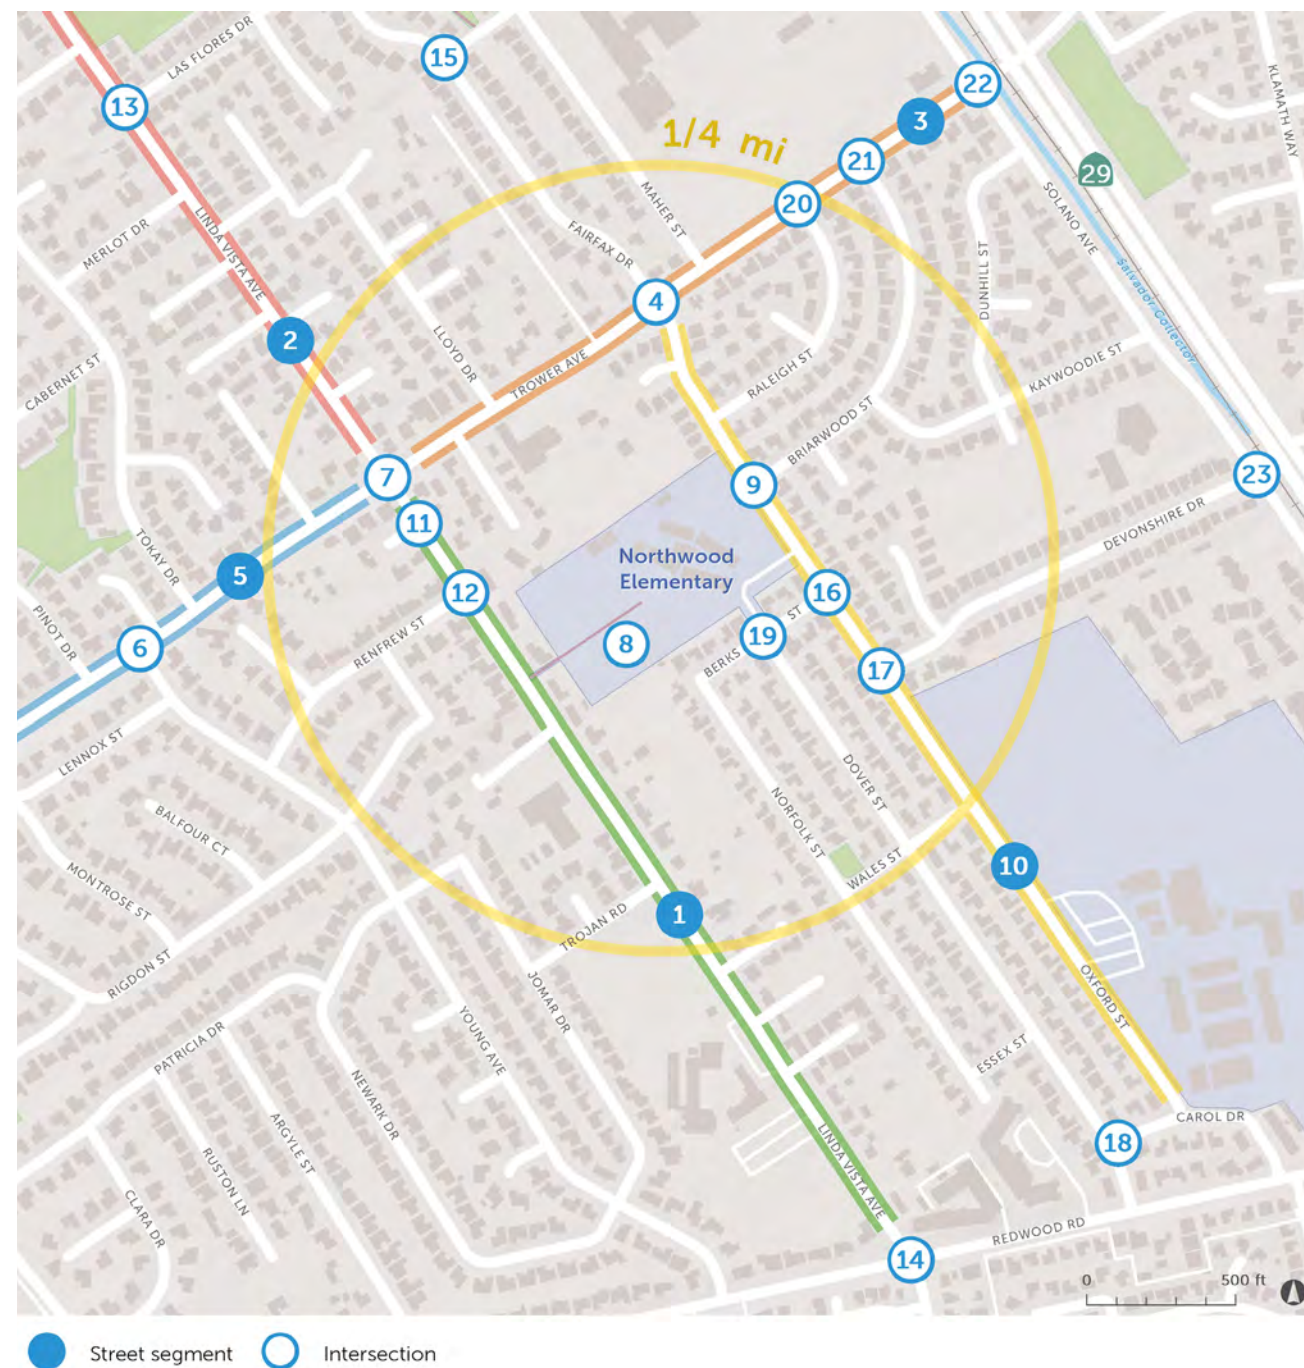 LAS FLORES DR
15
13
22
3
KLAMATH WAY
1/4 mi
21
29
20
MAHER ST
SOLANO AVE
MERLOT DR
LINDA VISTA AVE
FAIRFAX DR
DUNHILL ST
Salvador Collector
4
2
LLOYD DR
TROWER AVE
RALEIGH ST
KAYWOODIE ST
CABERNET ST
BRIARWOOD ST
7
9
23
11
DEVONSHIRE DR
TOKAY DR
Northwood
Elementary
5
12
16
PINOT DR
RENFREW ST
6
8
19
BERKS ST
17
LENNOX ST
DOVER ST
NORFOLK ST
BALFOUR CT
WALES ST
10
MONTROSE ST
1
TROJAN RD
RIGDON ST
JOMAR DR
OXFORD ST
PATRICIA DR
YOUNG AVE
ESSEX ST
NEWARK DR
CAROL DR
ARGYLE ST
18
RUSTON LN
LINDA VISTA AVE
CLARA DR
REDWOOD RD
14
0 500 ft
Street segment
Intersection